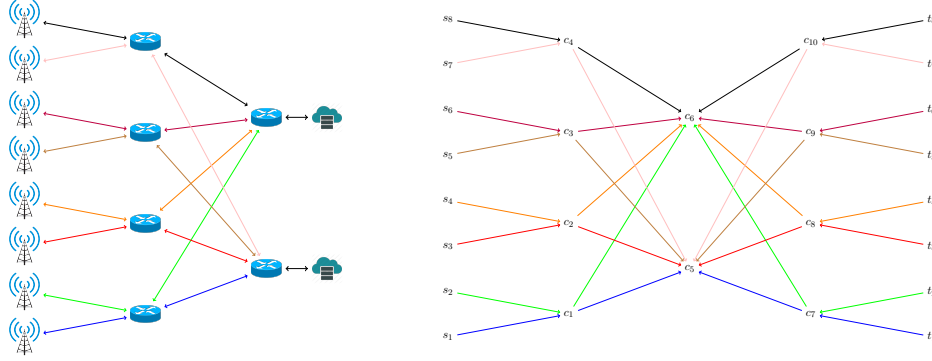 s₈
c₄ c₁₀ t
s₇ t
s₆ c₆ t
c₃ c₉
s₅ t
s₄ t
c₂ c₈
s₃ t
c₅
s₂ t
c₁ c₇
s₁ t